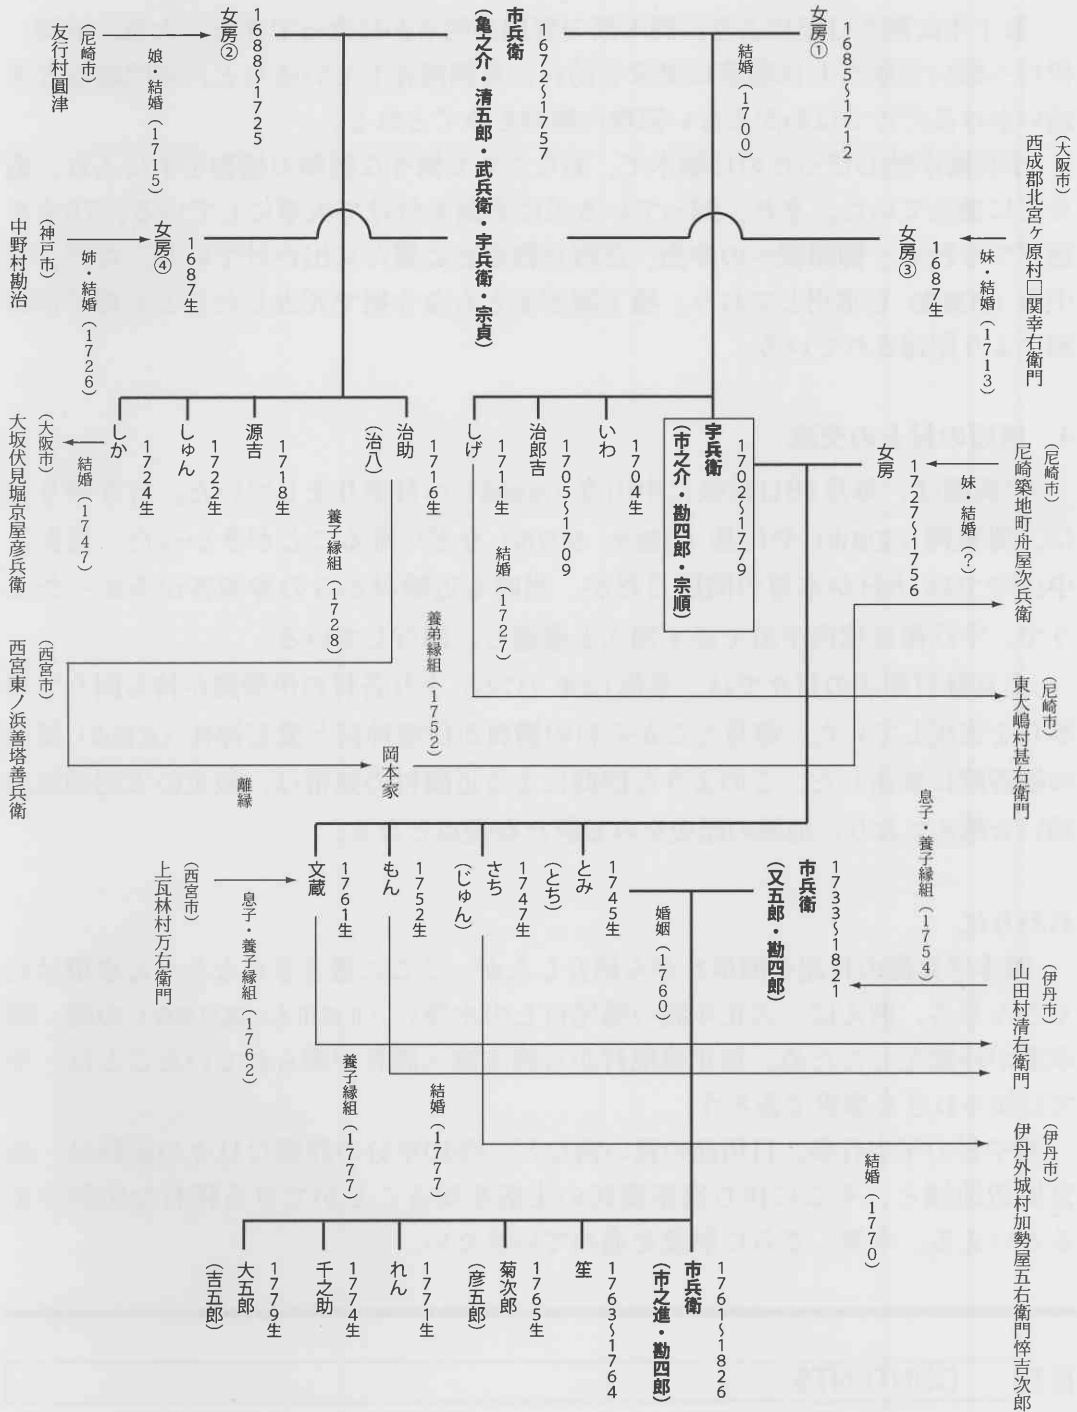 (大阪市)
西成郡北宮ヶ原村□関幸右衛門
妹・結婚(1713)
女房①
1685〜1712
結婚(1700)
女房③
1687生
市兵衛
1672〜1757
(亀之介・清五郎・武兵衛・宇兵衛・宗貞)
女房②
1688〜1725
(尼崎市)
友行村圓津
娘・結婚(1715)
女房④
1687生
(神戸市)
中野村勘治
姉・結婚(1726)
(尼崎市)
尼崎築地町舟屋次兵衛
妹・結婚(?)
女房
1727〜1756
宇兵衛
1702〜1779
(市之介・勘四郎・宗順)
いわ
1704生
治郎吉
1705〜1709
しげ
1711生
結婚(1727)
治助
1716生
(治八)
源吉
1718生
しゅん
1722生
しか
1724生
結婚(1747)
(大阪市)
大坂伏見堀京屋彦兵衛
養子縁組(1728)
養弟縁組(1752)
(西宮市)
西宮東ノ浜善塔善兵衛
離縁
岡本家
(尼崎市)
東大嶋村甚右衛門
息子・養子縁組(1754)
市兵衛
1733〜1821
(又五郎・勘四郎)
婚姻(1760)
とみ
1745生
(とち)
さち
1747生
(じゅん)
もん
1752生
文蔵
1761生
息子・養子縁組(1762)
(西宮市)
上瓦林村万右衛門
(伊丹市)
山田村清右衛門
養子縁組(1777)
結婚(1777)
結婚(1770)
(伊丹市)
伊丹外城村加勢屋五右衛門悴吉次郎
市兵衛
1761〜1826
(市之進・勘四郎)
笙
1763〜1764
菊次郎
1765生
(彦五郎)
れん
1771生
千之助
1774生
大五郎
1779生
(吉五郎)